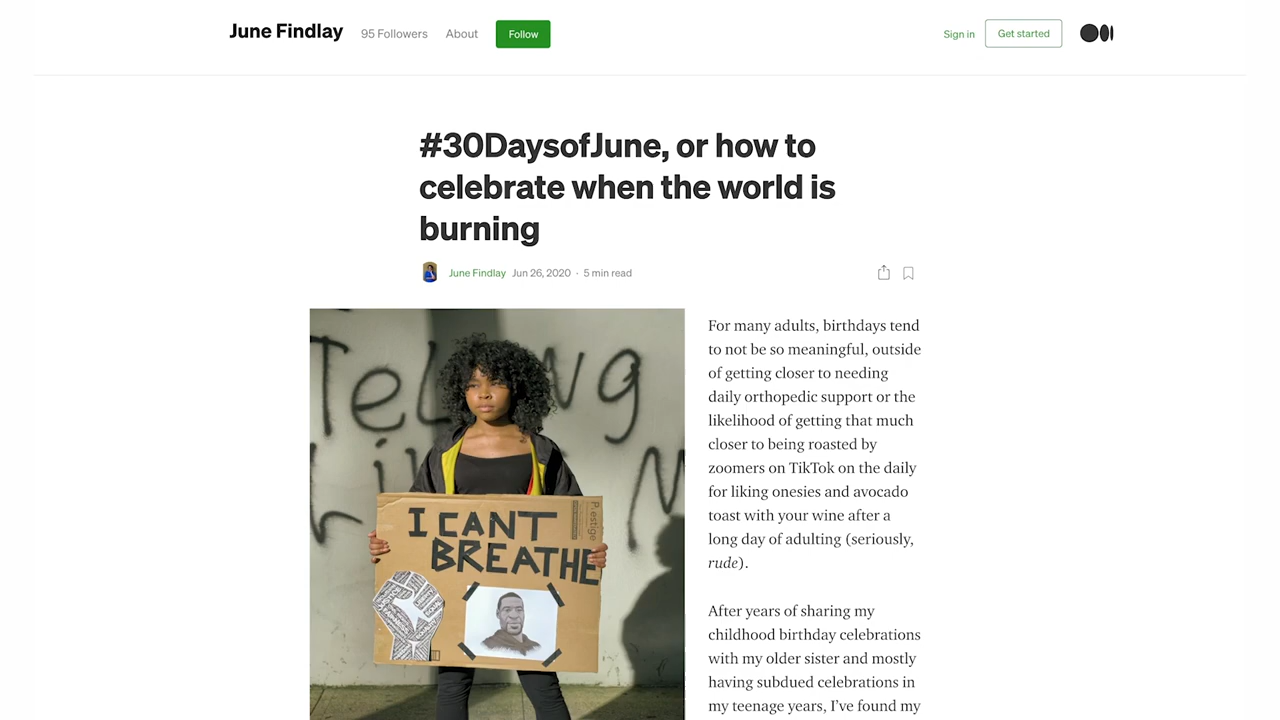 June Findlay 95 Followers About Follow Sign in Get started
#30DaysofJune, or how to
celebrate when the world is
burning
June Findlay Jun 26, 2020 · 5 min read
For many adults, birthdays tend
to not be so meaningful, outside
of getting closer to needing
daily orthopedic support or the
likelihood of getting that much
closer to being roasted by
zoomers on TikTok on the daily
for liking onesies and avocado
toast with your wine after a
long day of adulting (seriously,
rude).
After years of sharing my
childhood birthday celebrations
with my older sister and mostly
having subdued celebrations in
my teenage years, I've found my
I CANT
BREATHE